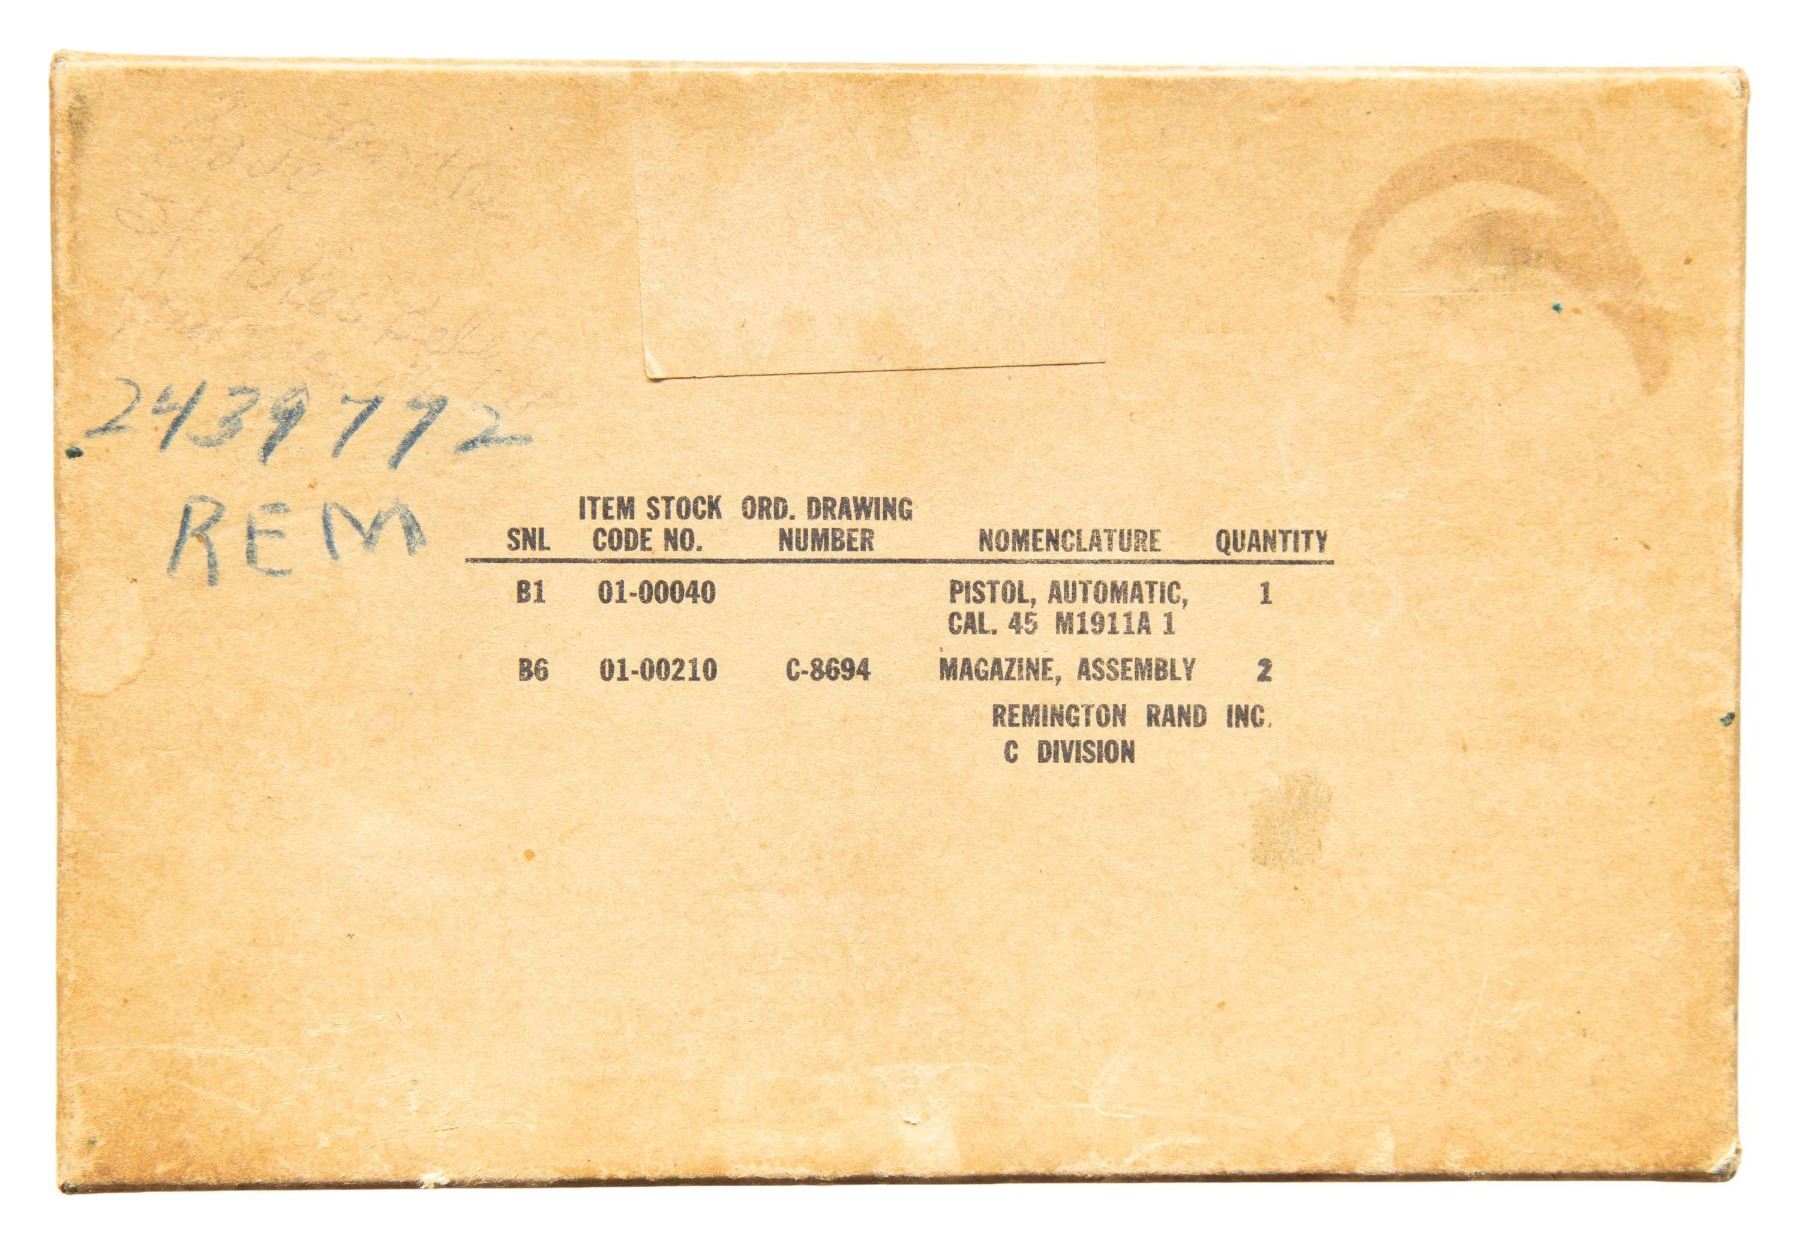 2439772
REM
ITEM STOCK ORD. DRAWING
SNL CODE NO. NUMBER NOMENCLATURE QUANTITY
B1 01-00040 PISTOL, AUTOMATIC, 1
CAL. 45 M1911A 1
B6 01-00210 C-8694 MAGAZINE, ASSEMBLY 2
REMINGTON RAND INC.
C DIVISION